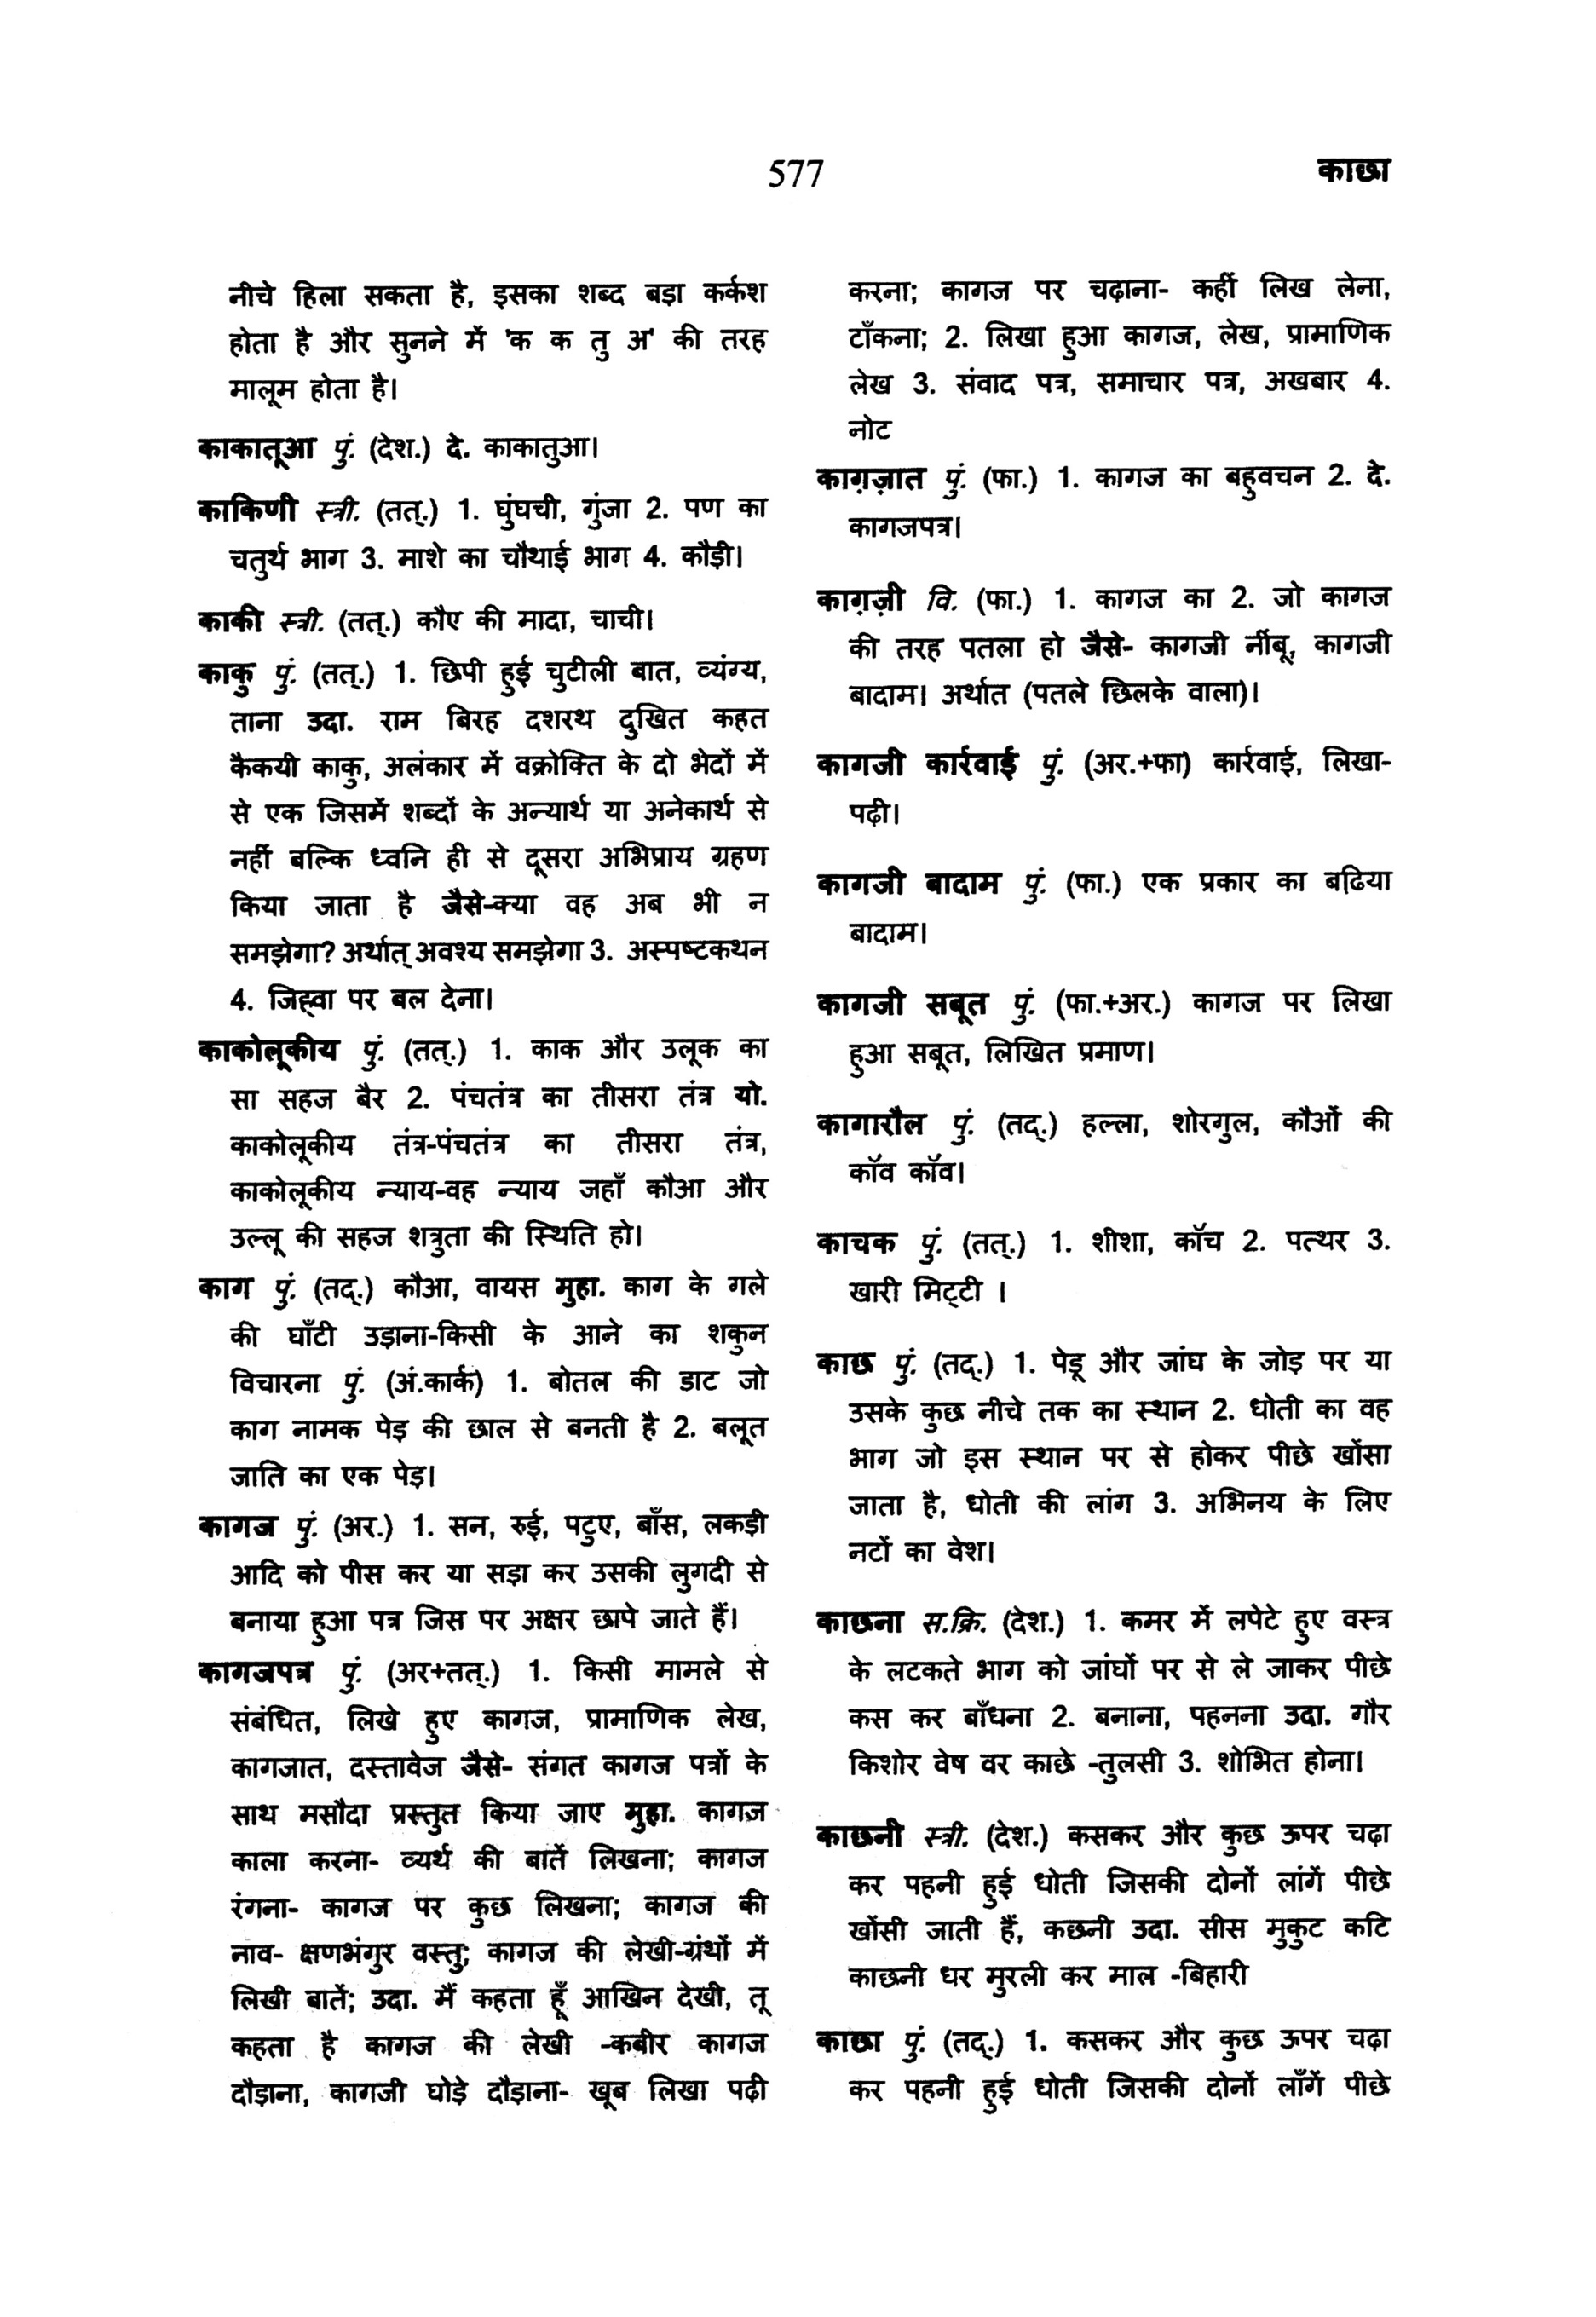 577
काछा
नीचे हिला सकता है, इसका शब्द बड़ा कर्कश
होता है और सुनने में 'क क तु अ' की तरह
मालूम होता है।
काकातूआ पुं. (देश.) दे. काकातुआ।
काकिणी स्त्री. (तत्.) 1. घुंघची, गुंजा 2. पण का
चतुर्थ भाग 3. माशे का चौथाई भाग 4. कौड़ी।
काकी स्त्री. (तत्.) कौए की मादा, चाची।
काकु पुं. (तत्.) 1. छिपी हुई चुटीली बात, व्यंग्य,
ताना उदा. राम बिरह दशरथ दुखित कहत
कैकयी काकु, अलंकार में वक्रोक्ति के दो भेदों में
से एक जिसमें शब्दों के अन्यार्थ या अनेकार्थ से
नहीं बल्कि ध्वनि ही से दूसरा अभिप्राय ग्रहण
किया जाता है जैसे-क्या वह अब भी न
समझेगा? अर्थात् अवश्य समझेगा 3. अस्पष्टकथन
4. जिह्वा पर बल देना।
काकोलूकीय पुं. (तत्.) 1. काक और उलूक का
सा सहज बैर 2. पंचतंत्र का तीसरा तंत्र यो.
काकोलूकीय तंत्र-पंचतंत्र का तीसरा तंत्र,
काकोलूकीय न्याय-वह न्याय जहाँ कौआ और
उल्लू की सहज शत्रुता की स्थिति हो।
काग पुं. (तद्.) कौआ, वायस मुहा. काग के गले
की घाँटी उड़ाना-किसी के आने का शकुन
विचारना पुं. (अं.कार्क) 1. बोतल की डाट जो
काग नामक पेड़ की छाल से बनती है 2. बलूत
जाति का एक पेड़।
कागज पुं. (अर.) 1. सन, रुई, पटुए, बाँस, लकड़ी
आदि को पीस कर या सड़ा कर उसकी लुगदी से
बनाया हुआ पत्र जिस पर अक्षर छापे जाते हैं।
कागजपत्र पुं. (अर+तत्.) 1. किसी मामले से
संबंधित, लिखे हुए कागज, प्रामाणिक लेख,
कागजात, दस्तावेज जैसे- संगत कागज पत्रों के
साथ मसौदा प्रस्तुत किया जाए मुहा. कागज
काला करना- व्यर्थ की बातें लिखना; कागज
रंगना- कागज पर कुछ लिखना; कागज की
नाव- क्षणभंगुर वस्तु; कागज की लेखी-ग्रंथों में
लिखी बातें; उदा. मैं कहता हूँ आखिन देखी, तू
कहता है कागज की लेखी -कबीर कागज
दौड़ाना, कागजी घोड़े दौड़ाना- खूब लिखा पढ़ी
करना; कागज पर चढ़ाना- कहीं लिख लेना,
टाँकना; 2. लिखा हुआ कागज, लेख, प्रामाणिक
लेख 3. संवाद पत्र, समाचार पत्र, अखबार 4.
नोट
काग़ज़ात पुं. (फा.) 1. कागज का बहुवचन 2. दे.
कागजपत्र।
काग़ज़ी वि. (फा.) 1. कागज का 2. जो कागज
की तरह पतला हो जैसे- कागजी नींबू, कागजी
बादाम। अर्थात (पतले छिलके वाला)।
कागजी कार्रवाई पुं. (अर.+फा) कार्रवाई, लिखा-
पढ़ी।
कागजी बादाम पुं. (फा.) एक प्रकार का बढ़िया
बादाम।
कागजी सबूत पुं. (फा.+अर.) कागज पर लिखा
हुआ सबूत, लिखित प्रमाण।
कागारौल पुं. (तद्.) हल्ला, शोरगुल, कौओं की
कॉव कॉव।
काचक पुं. (तत्.) 1. शीशा, कॉच 2. पत्थर 3.
खारी मिट्टी ।
काछ पुं. (तद्.) 1. पेडू और जांघ के जोड़ पर या
उसके कुछ नीचे तक का स्थान 2. धोती का वह
भाग जो इस स्थान पर से होकर पीछे खोंसा
जाता है, धोती की लांग 3. अभिनय के लिए
नटों का वेश।
काछना स.क्रि. (देश.) 1. कमर में लपेटे हुए वस्त्र
के लटकते भाग को जांघों पर से ले जाकर पीछे
कस कर बाँधना 2. बनाना, पहनना उदा. गौर
किशोर वेष वर काछे -तुलसी 3. शोभित होना।
काछनी स्त्री. (देश.) कसकर और कुछ ऊपर चढ़ा
कर पहनी हुई धोती जिसकी दोनों लांगें पीछे
खोंसी जाती हैं, कछनी उदा. सीस मुकुट कटि
काछनी धर मुरली कर माल -बिहारी
काछा पुं. (तद्.) 1. कसकर और कुछ ऊपर चढ़ा
कर पहनी हुई धोती जिसकी दोनों लाँगें पीछे